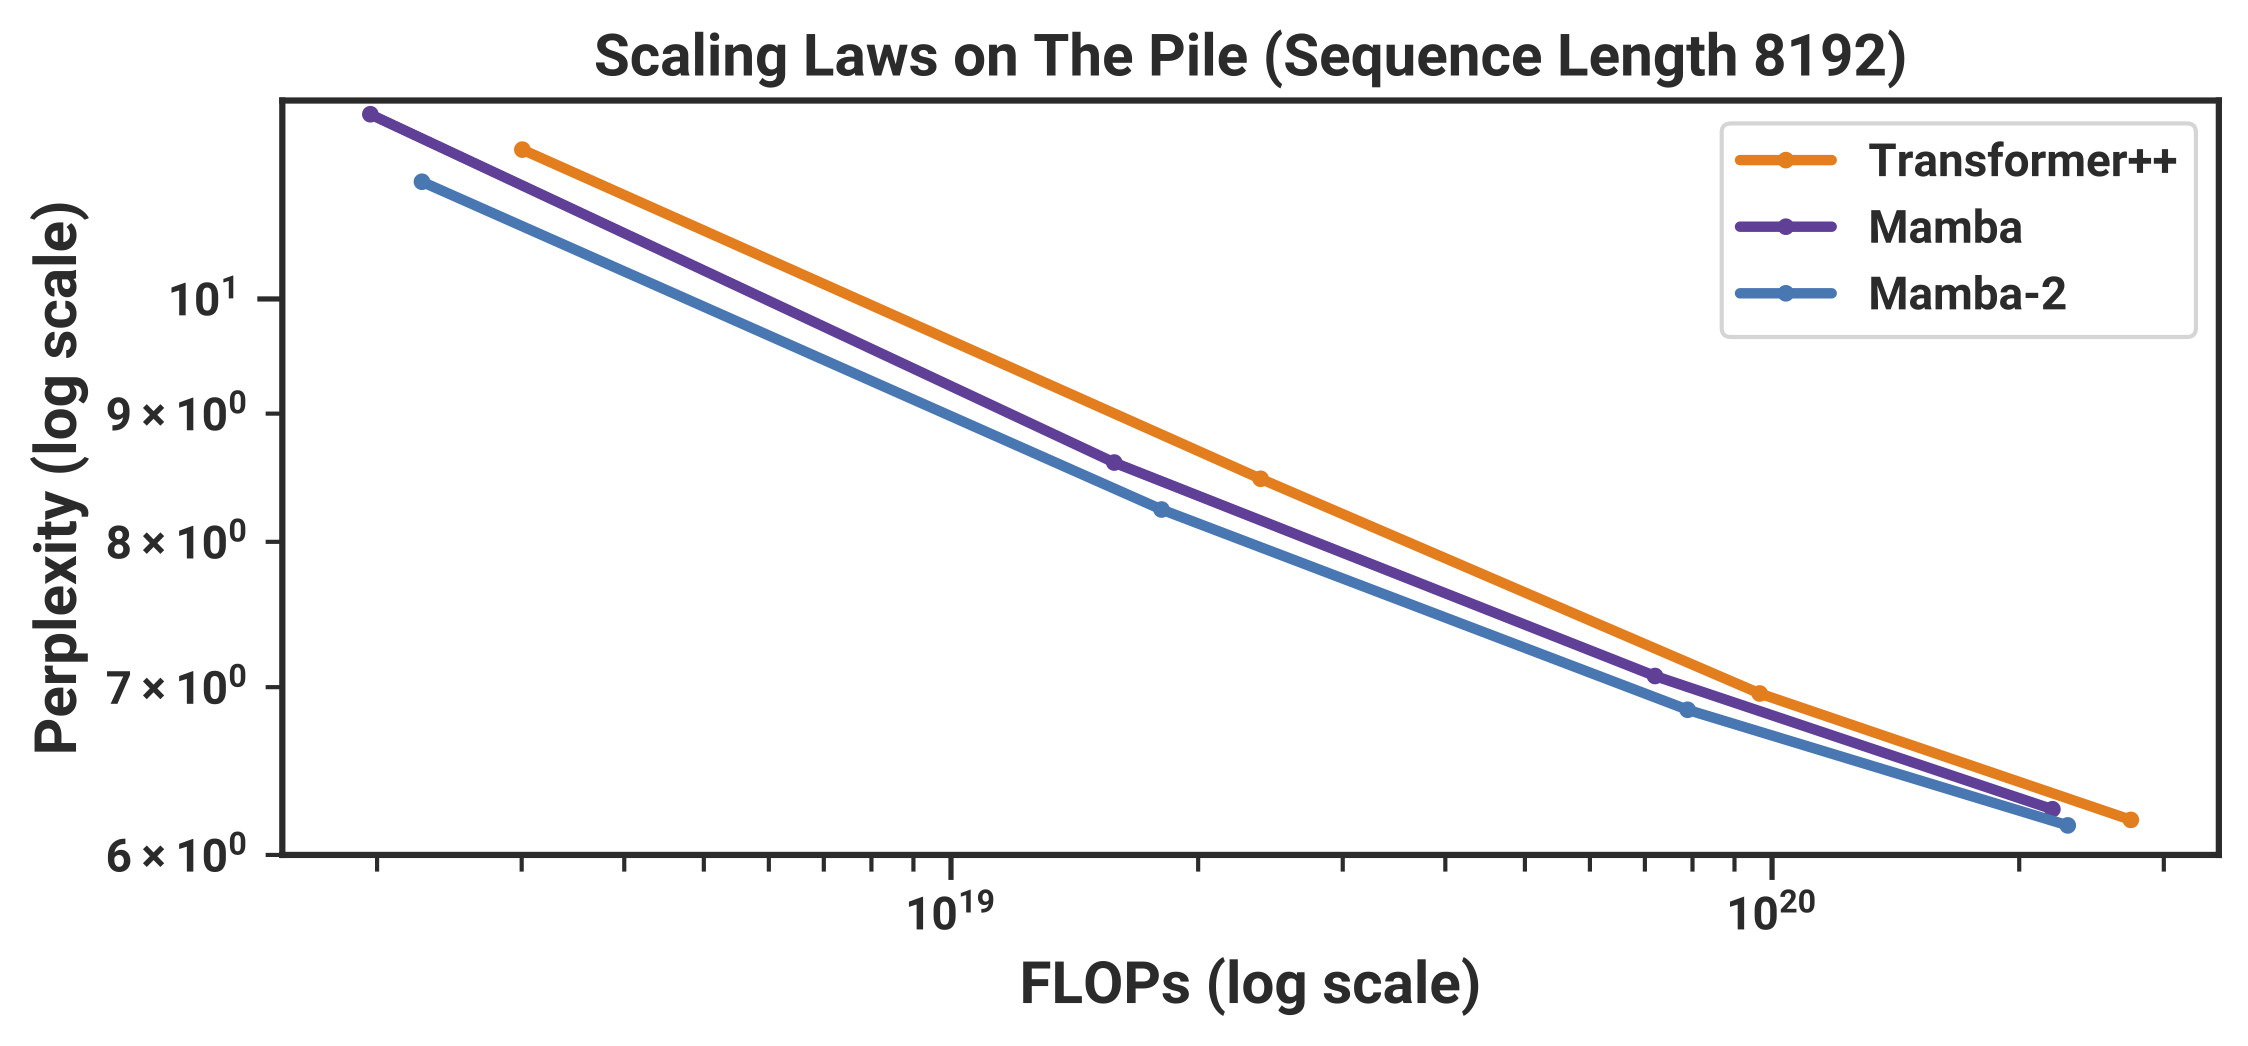 Scaling Laws on The Pile (Sequence Length 8192)
Transformer++
Mamba
Mamba-2
Perplexity (log scale)
10¹
9 × 10⁰
8 × 10⁰
7 × 10⁰
6 × 10⁰
10¹⁹
10²⁰
FLOPs (log scale)